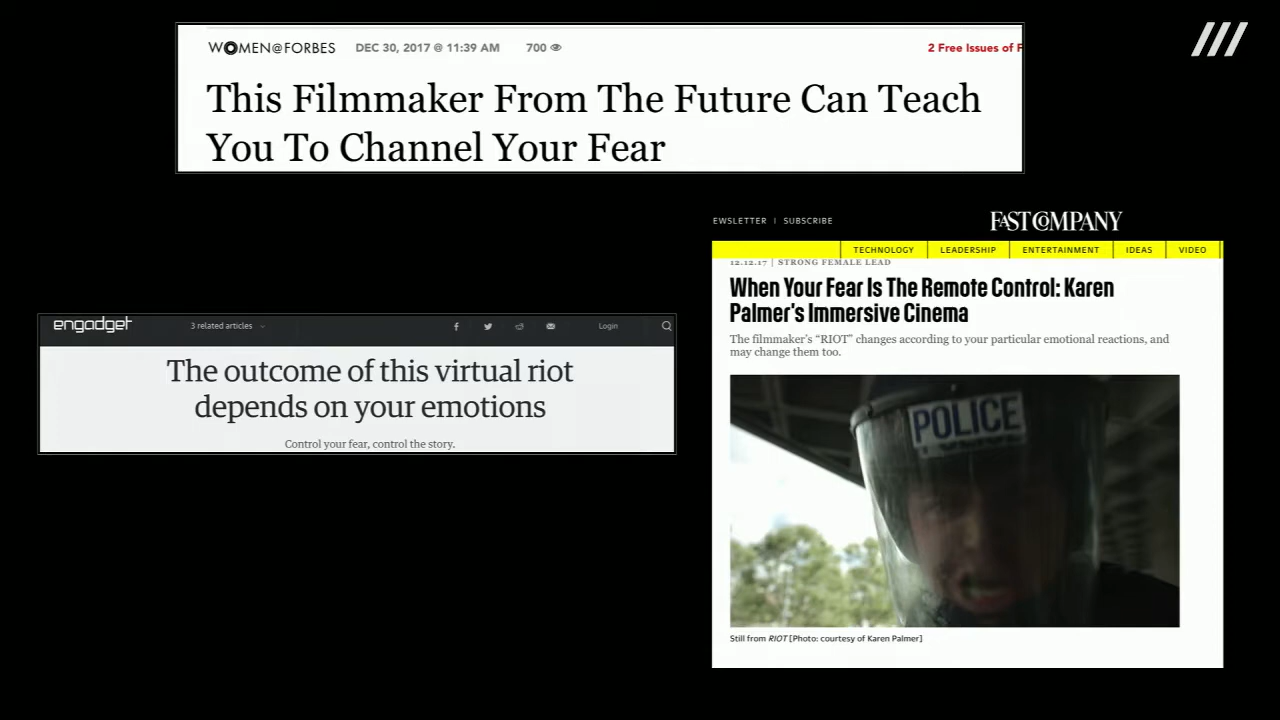 WOMEN@FORBES DEC 30, 2017 @ 11:39 AM 700 2 Free Issues of F
This Filmmaker From The Future Can Teach
You To Channel Your Fear
EWSLETTER | SUBSCRIBE FAST COMPANY
TECHNOLOGY LEADERSHIP ENTERTAINMENT IDEAS VIDEO
12.12.17 | STRONG FEMALE LEAD
When Your Fear Is The Remote Control: Karen
Palmer's Immersive Cinema
The filmmaker's “RIOT” changes according to your particular emotional reactions, and
may change them too.
POLICE
Still from RIOT [Photo: courtesy of Karen Palmer]
engadget 3 related articles Login
The outcome of this virtual riot
depends on your emotions
Control your fear, control the story.